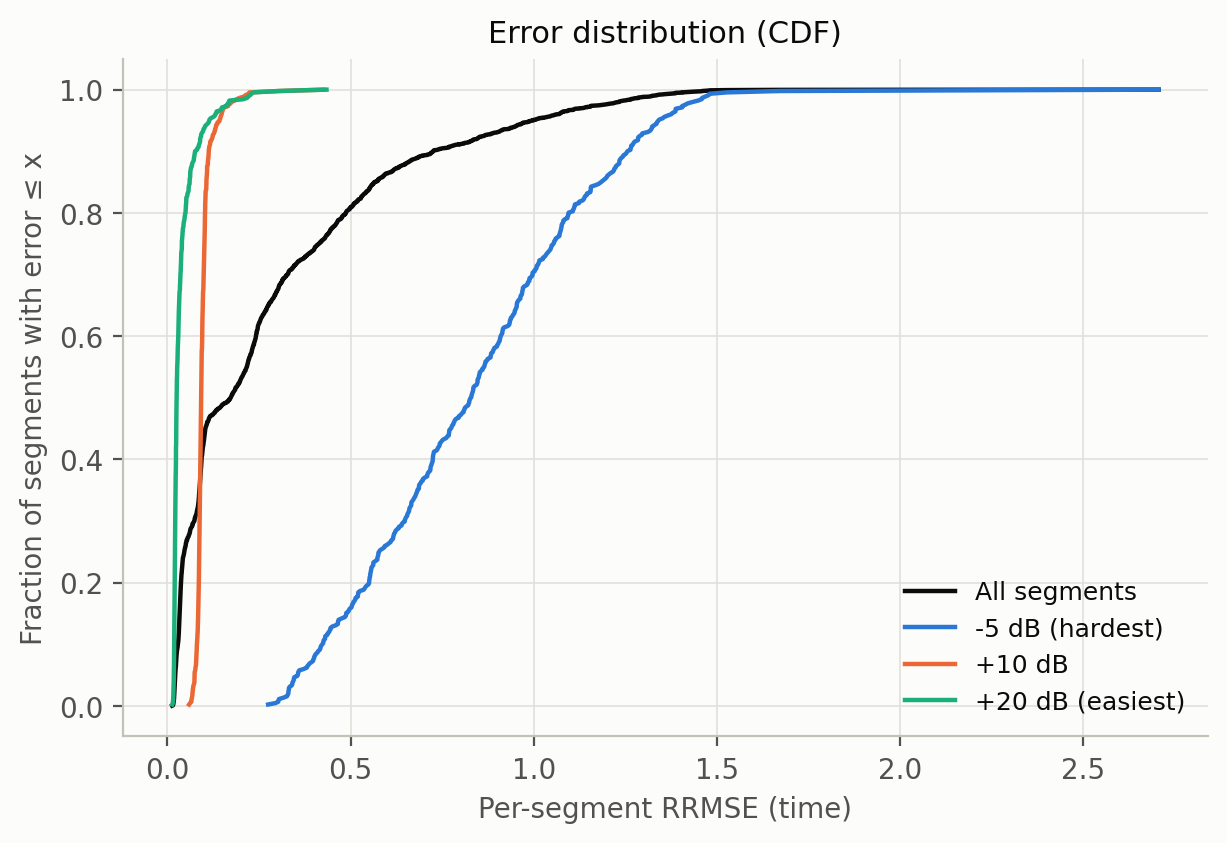 Error distribution (CDF)
Fraction of segments with error ≤ x
1.0
0.8
0.6
0.4
0.2
0.0
All segments
-5 dB (hardest)
+10 dB
+20 dB (easiest)
0.0 0.5 1.0 1.5 2.0 2.5
Per-segment RRMSE (time)